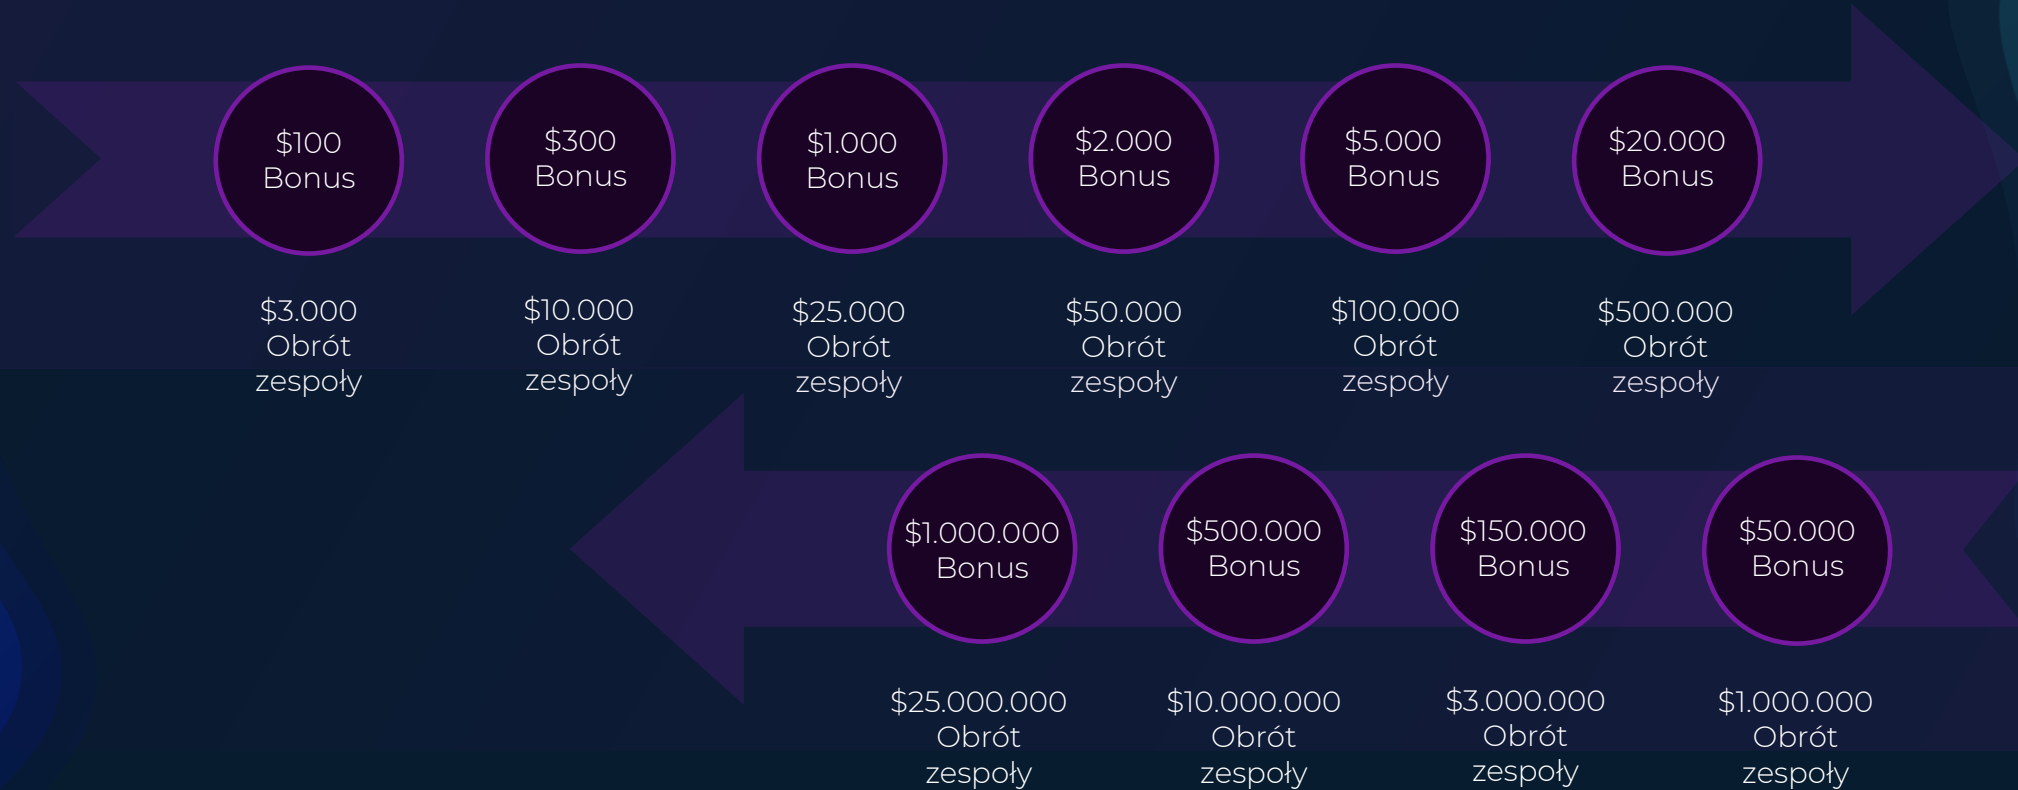 $100
Bonus
$300
Bonus
$1.000
Bonus
$2.000
Bonus
$5.000
Bonus
$20.000
Bonus
$3.000
Obrót
zespoły
$10.000
Obrót
zespoły
$25.000
Obrót
zespoły
$50.000
Obrót
zespoły
$100.000
Obrót
zespoły
$500.000
Obrót
zespoły
$1.000.000
Bonus
$500.000
Bonus
$150.000
Bonus
$50.000
Bonus
$25.000.000
Obrót
zespoły
$10.000.000
Obrót
zespoły
$3.000.000
Obrót
zespoły
$1.000.000
Obrót
zespoły